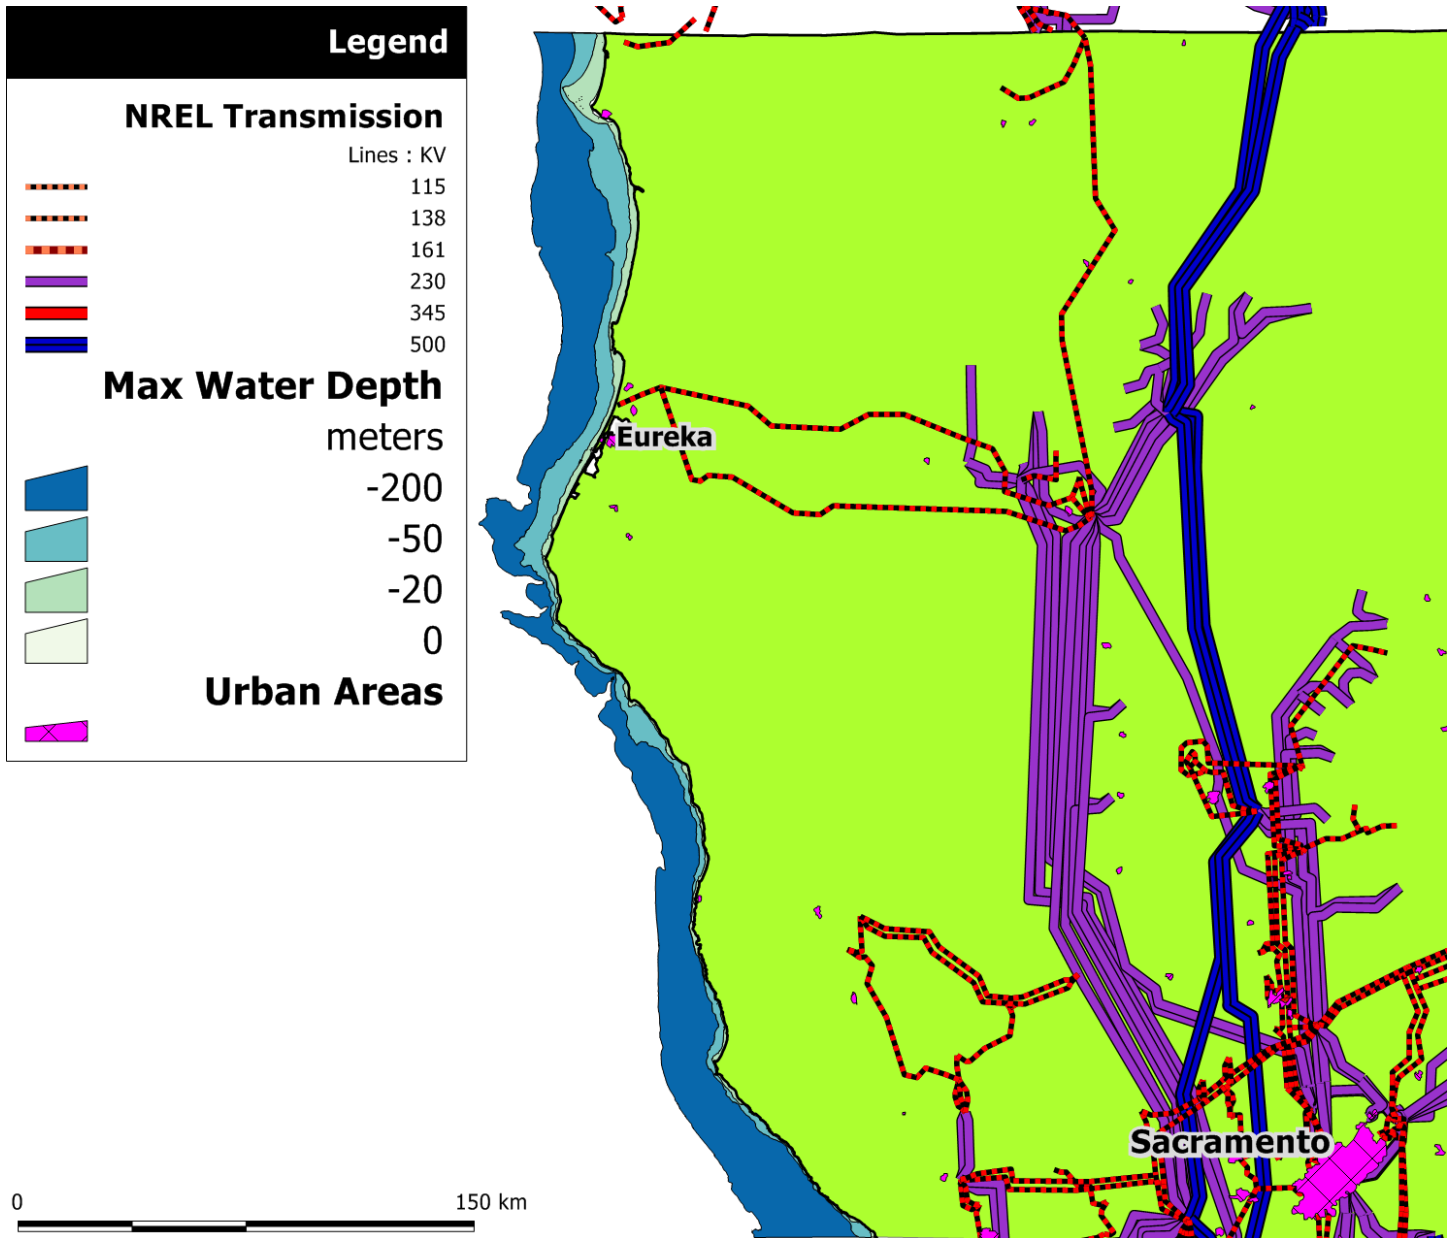 Legend
NREL Transmission
Lines : KV
115
138
161
230
345
500
Max Water Depth
meters
-200
-50
-20
0
Urban Areas
Eureka
Sacramento
0 150 km